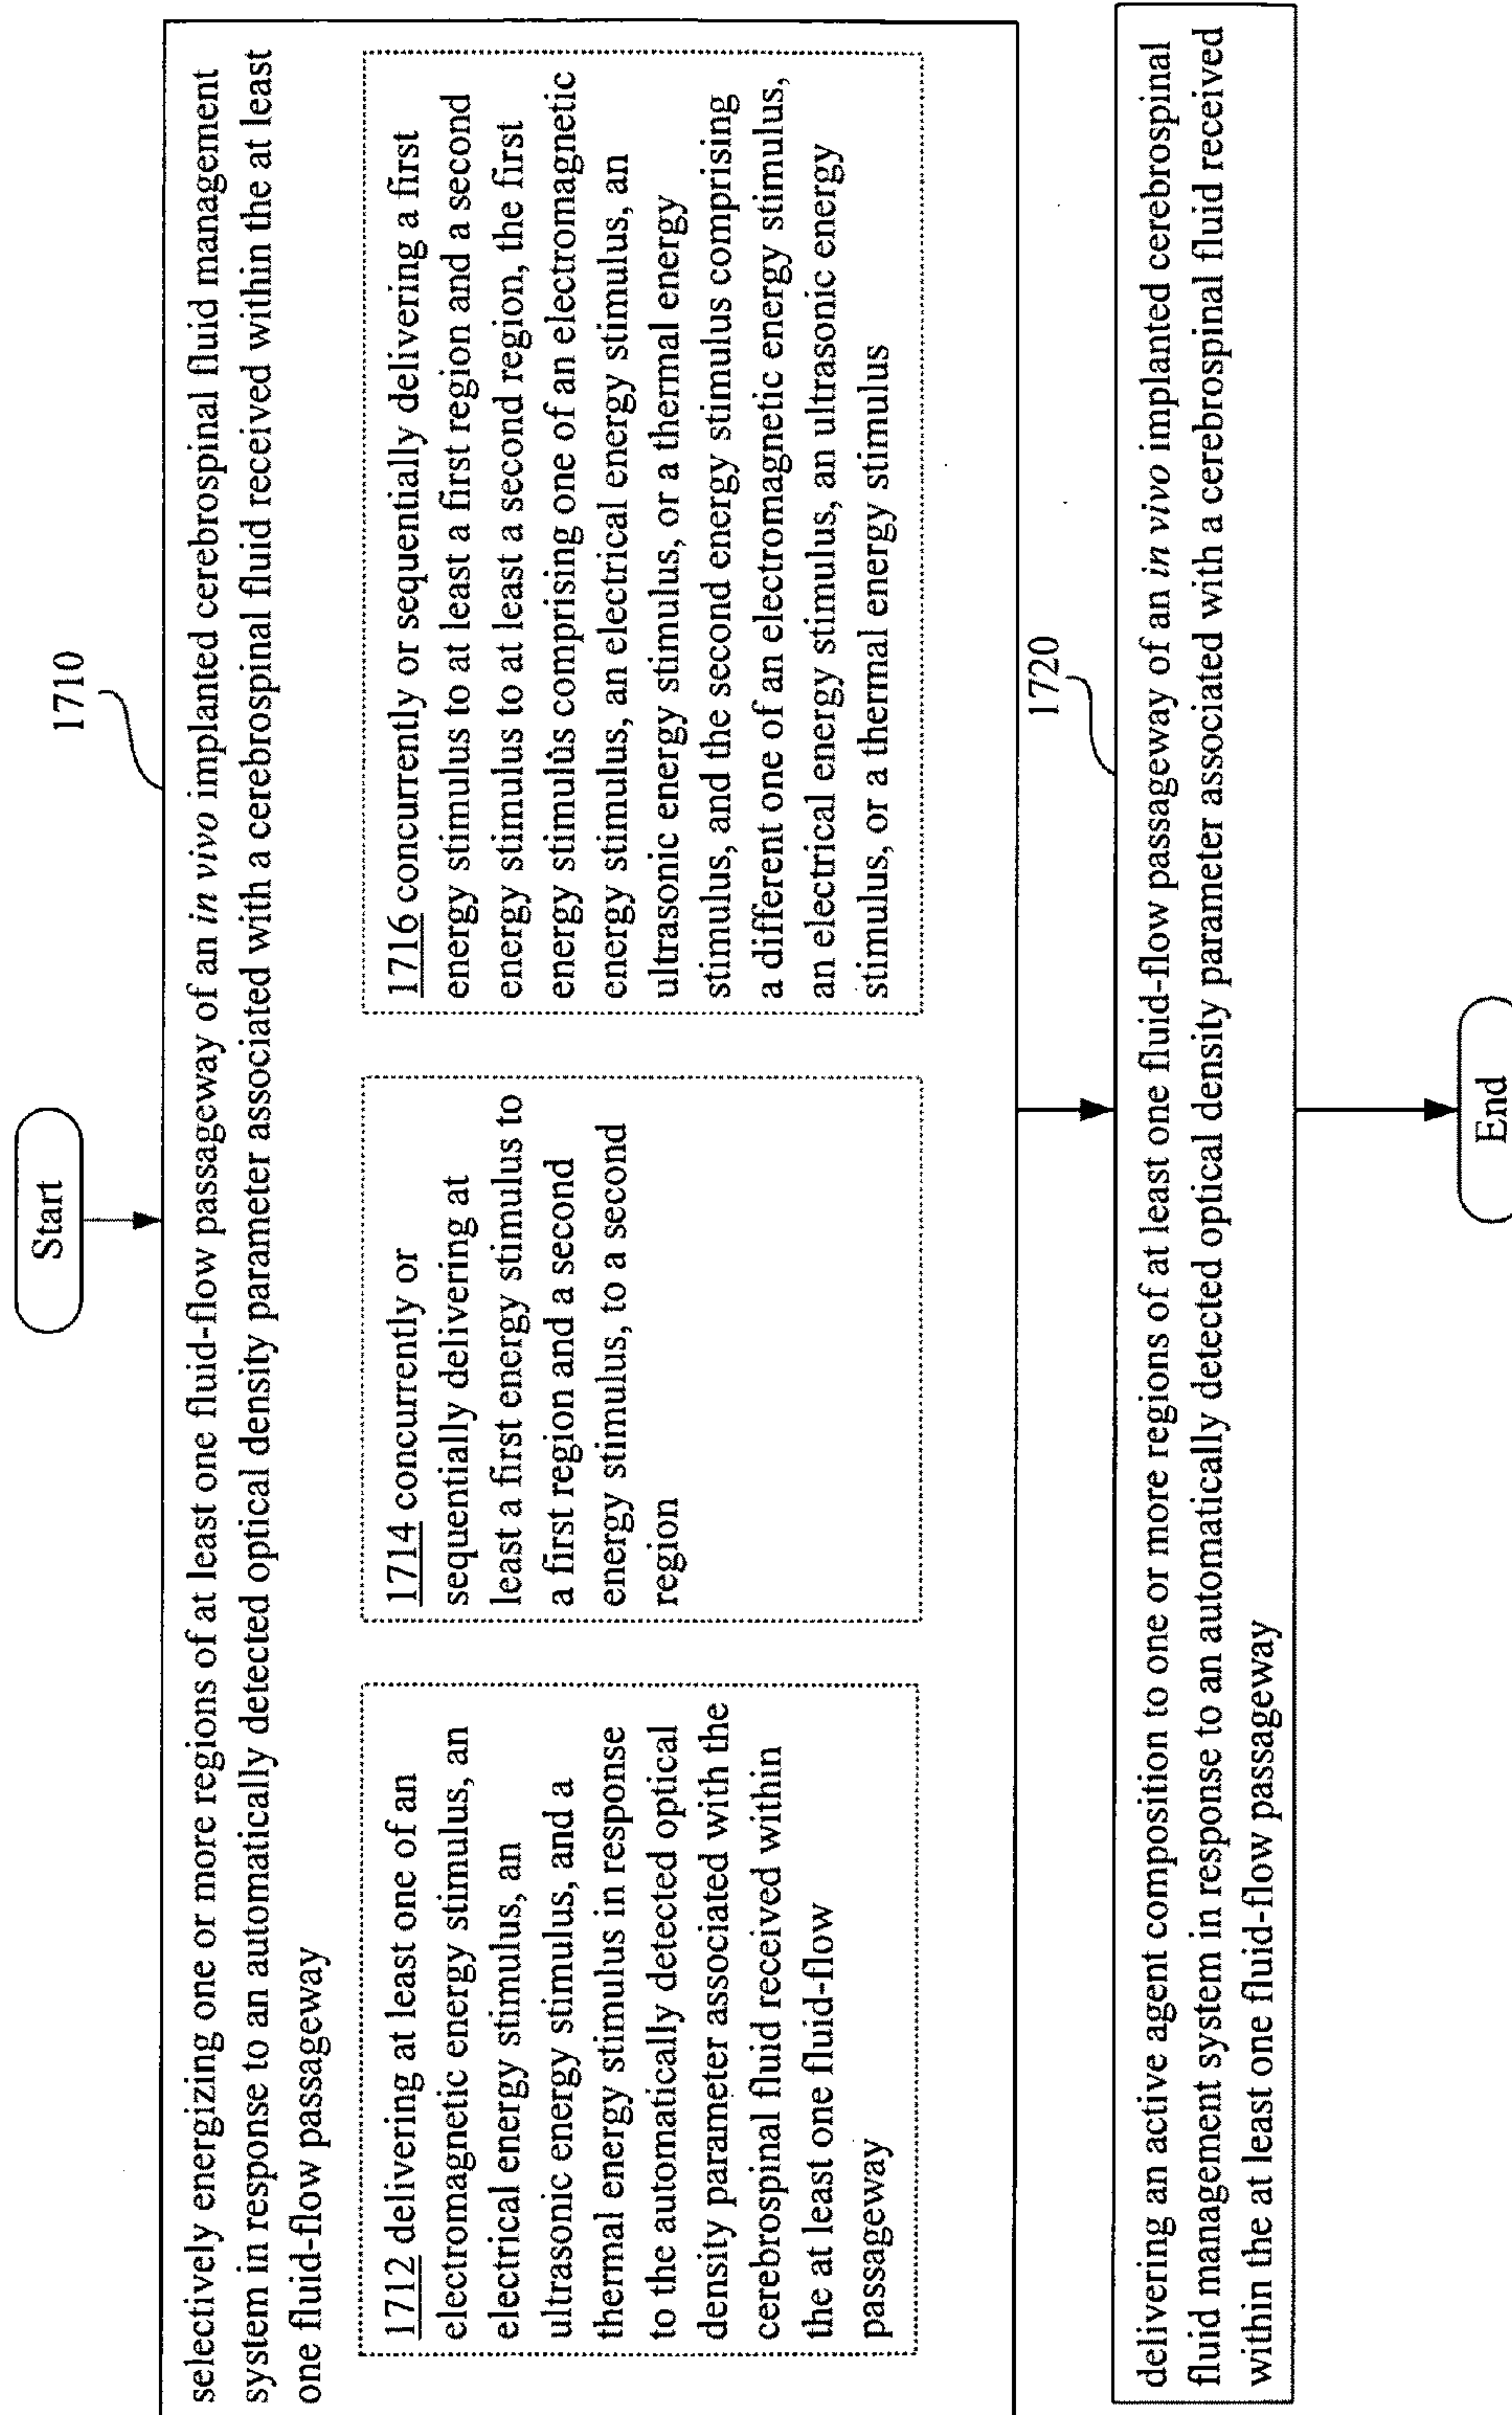 Start
1710
selectively energizing one or more regions of at least one fluid-flow passageway of an in vivo implanted cerebrospinal fluid management
system in response to an automatically detected optical density parameter associated with a cerebrospinal fluid received within the at least
one fluid-flow passageway
1712 delivering at least one of an
electromagnetic energy stimulus, an
electrical energy stimulus, an
ultrasonic energy stimulus, and a
thermal energy stimulus in response
to the automatically detected optical
density parameter associated with the
cerebrospinal fluid received within
the at least one fluid-flow
passageway
1714 concurrently or
sequentially delivering at
least a first energy stimulus to
a first region and a second
energy stimulus, to a second
region
1716 concurrently or sequentially delivering a first
energy stimulus to at least a first region and a second
energy stimulus to at least a second region, the first
energy stimulus comprising one of an electromagnetic
energy stimulus, an electrical energy stimulus, an
ultrasonic energy stimulus, or a thermal energy
stimulus, and the second energy stimulus comprising
a different one of an electromagnetic energy stimulus,
an electrical energy stimulus, an ultrasonic energy
stimulus, or a thermal energy stimulus
1720
delivering an active agent composition to one or more regions of at least one fluid-flow passageway of an in vivo implanted cerebrospinal
fluid management system in response to an automatically detected optical density parameter associated with a cerebrospinal fluid received
within the at least one fluid-flow passageway
End